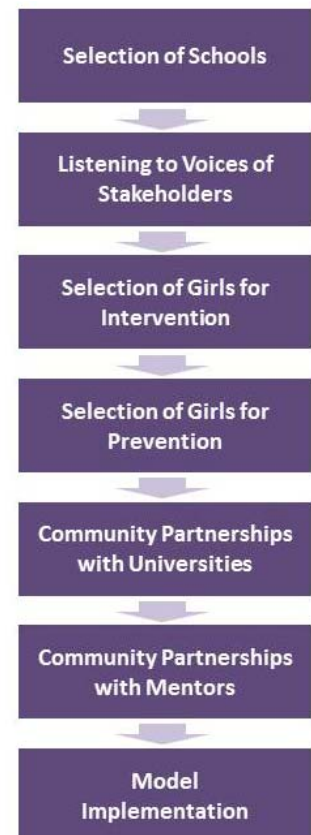 Selection of Schools
Listening to Voices of
Stakeholders
Selection of Girls for
Intervention
Selection of Girls for
Prevention
Community Partnerships
with Universities
Community Partnerships
with Mentors
Model
Implementation